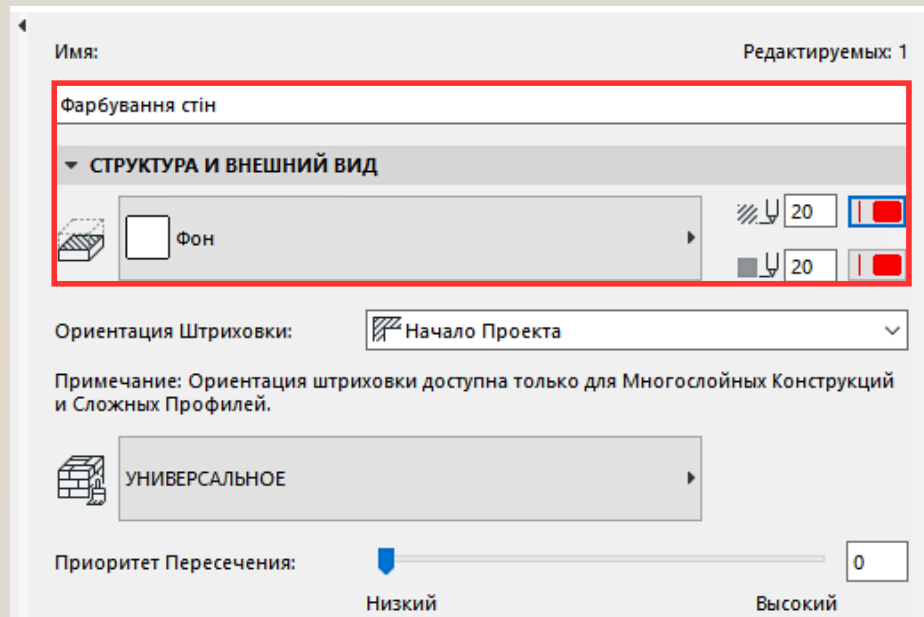 Имя:
Редактируемых: 1
Фарбування стін
СТРУКТУРА И ВНЕШНИЙ ВИД
Фон
20
20
Ориентация Штриховки:
Начало Проекта
Примечание: Ориентация штриховки доступна только для Многослойных Конструкций
и Сложных Профилей.
УНИВЕРСАЛЬНОЕ
Приоритет Пересечения:
0
Низкий
Высокий